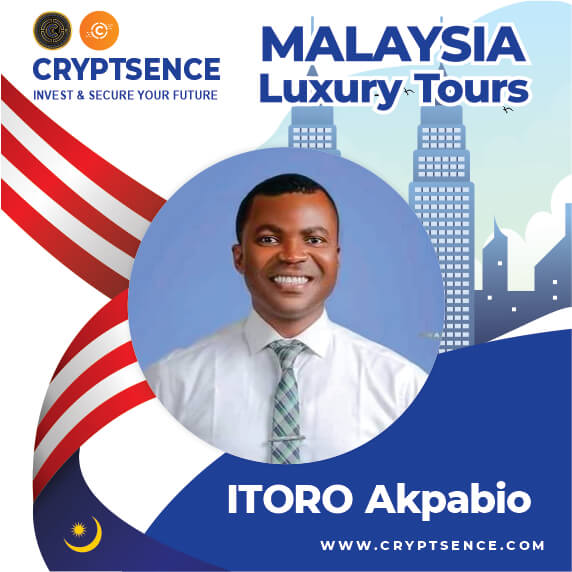 CRYPTSENCE
INVEST & SECURE YOUR FUTURE
MALAYSIA
Luxury Tours
ITORO Akpabio
WWW.CRYPTSENCE.COM